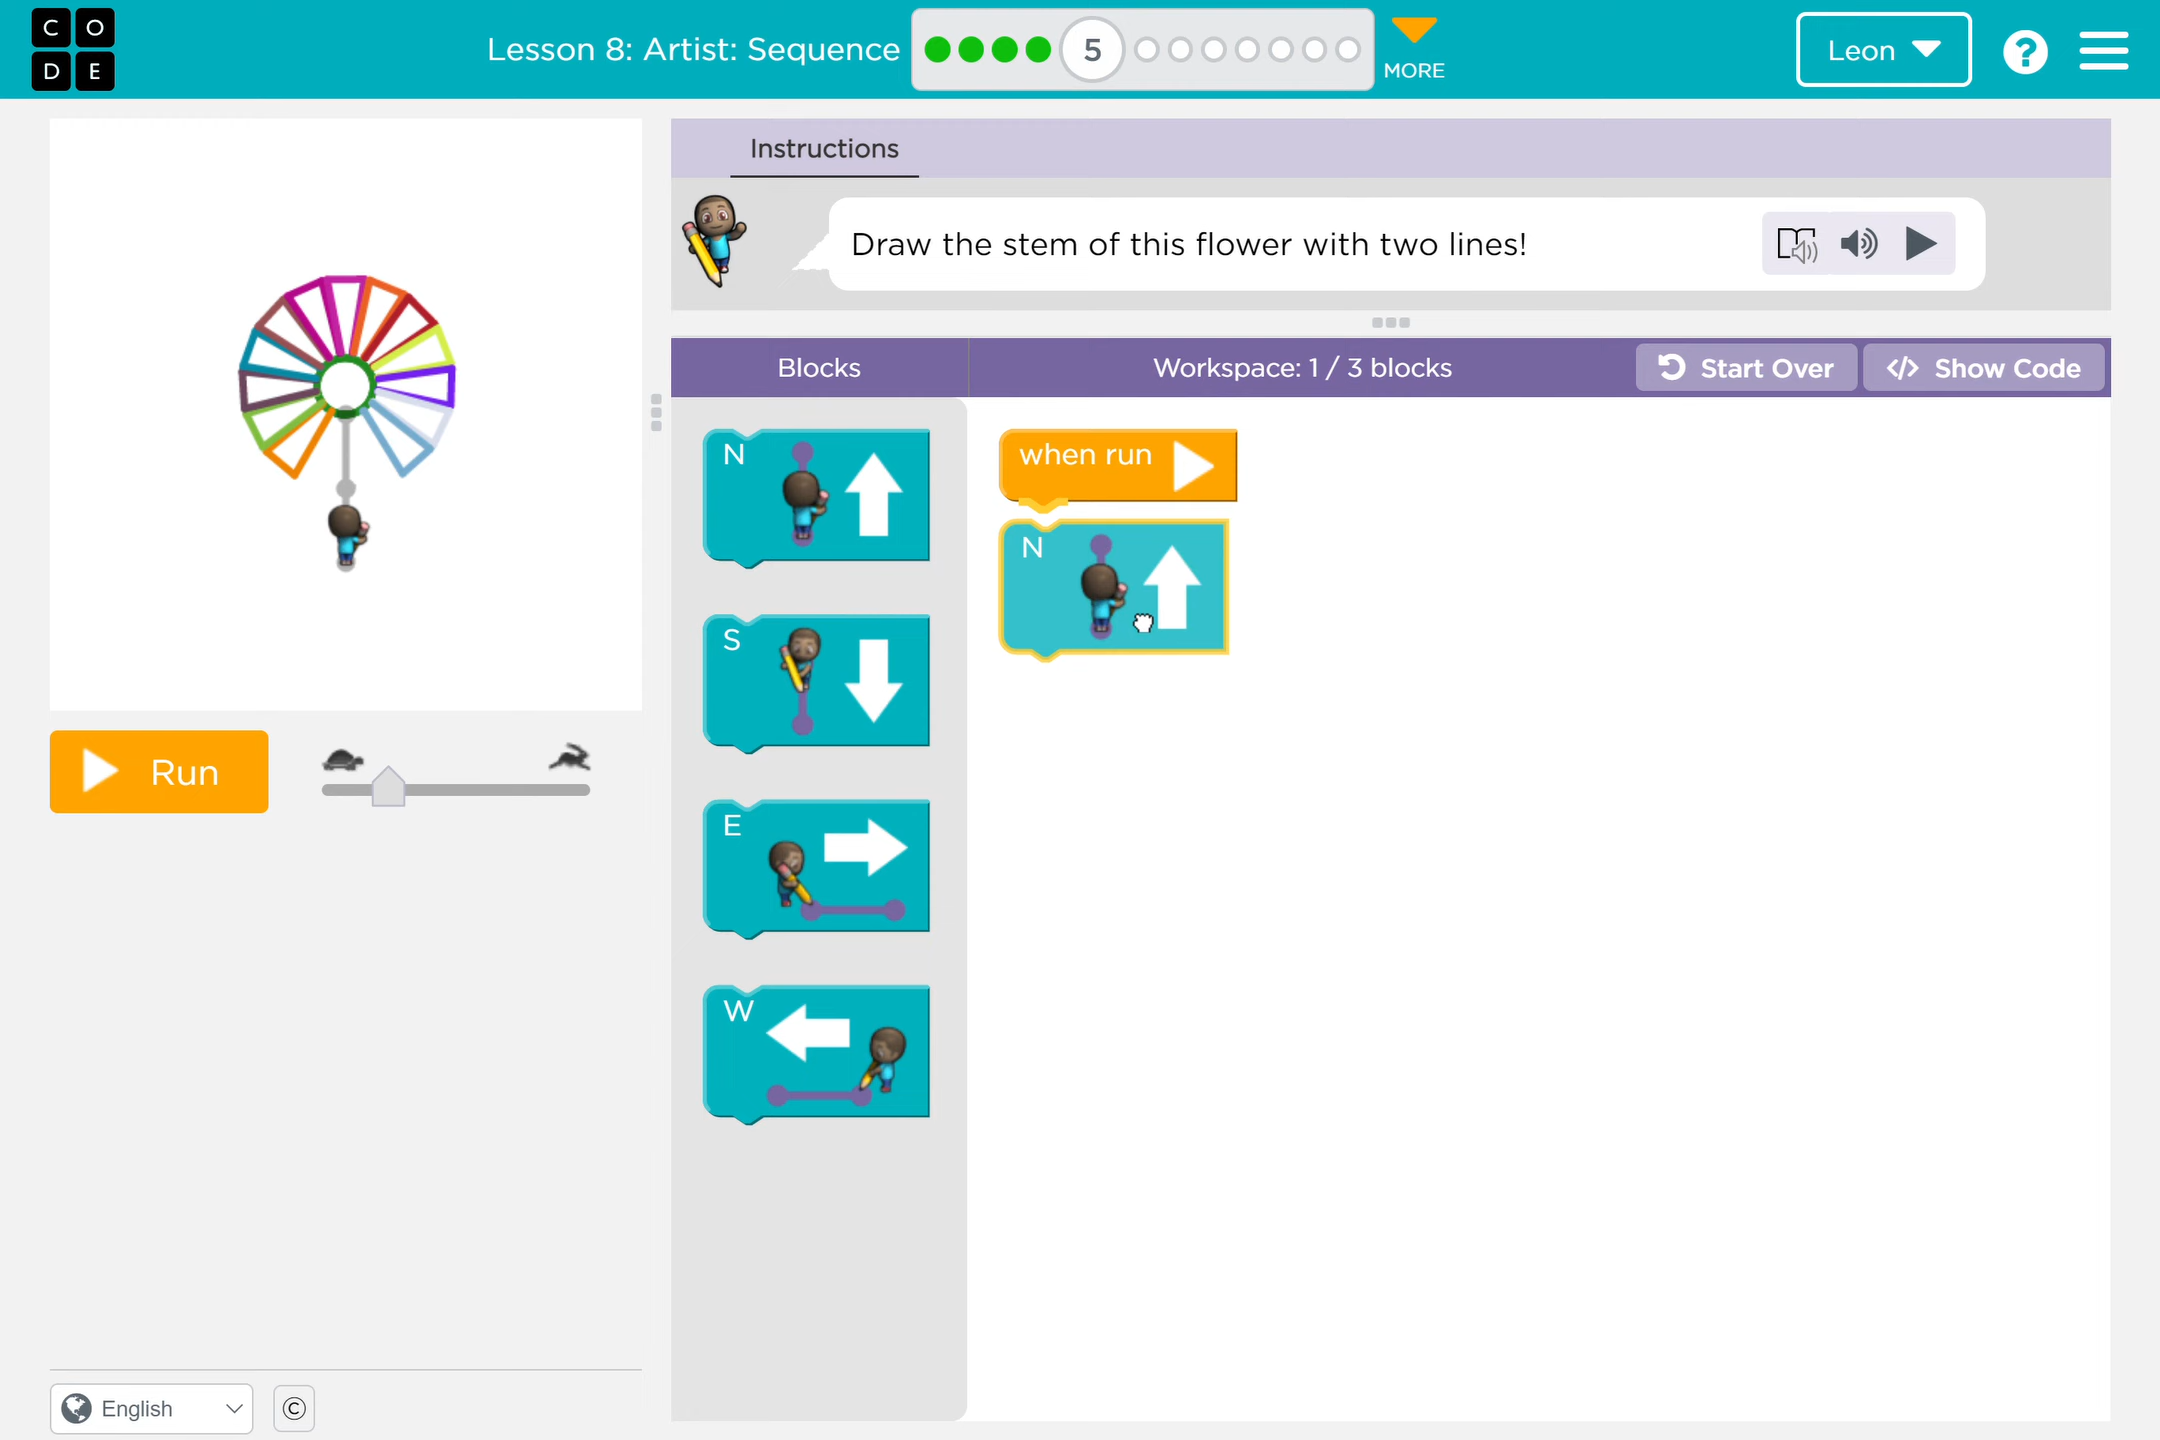 C O
D E
Lesson 8: Artist: Sequence
5
MORE
Leon
?
Instructions
Draw the stem of this flower with two lines!
Blocks
Workspace: 1 / 3 blocks
Start Over
</> Show Code
N
S
E
W
when run
N
Run
English
©